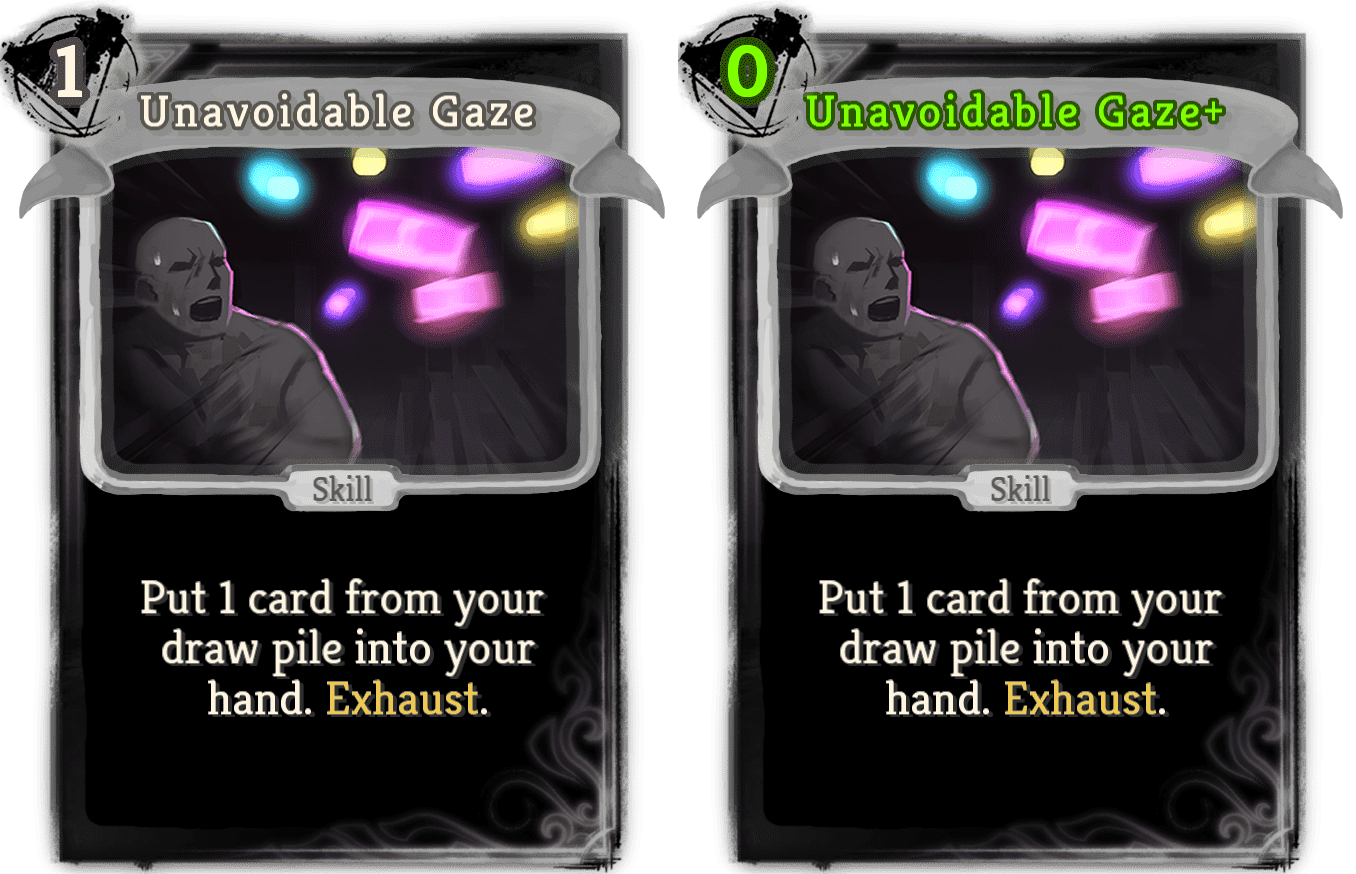 1
Unavoidable Gaze
Skill
Put 1 card from your
draw pile into your
hand. Exhaust.
0
Unavoidable Gaze+
Skill
Put 1 card from your
draw pile into your
hand. Exhaust.